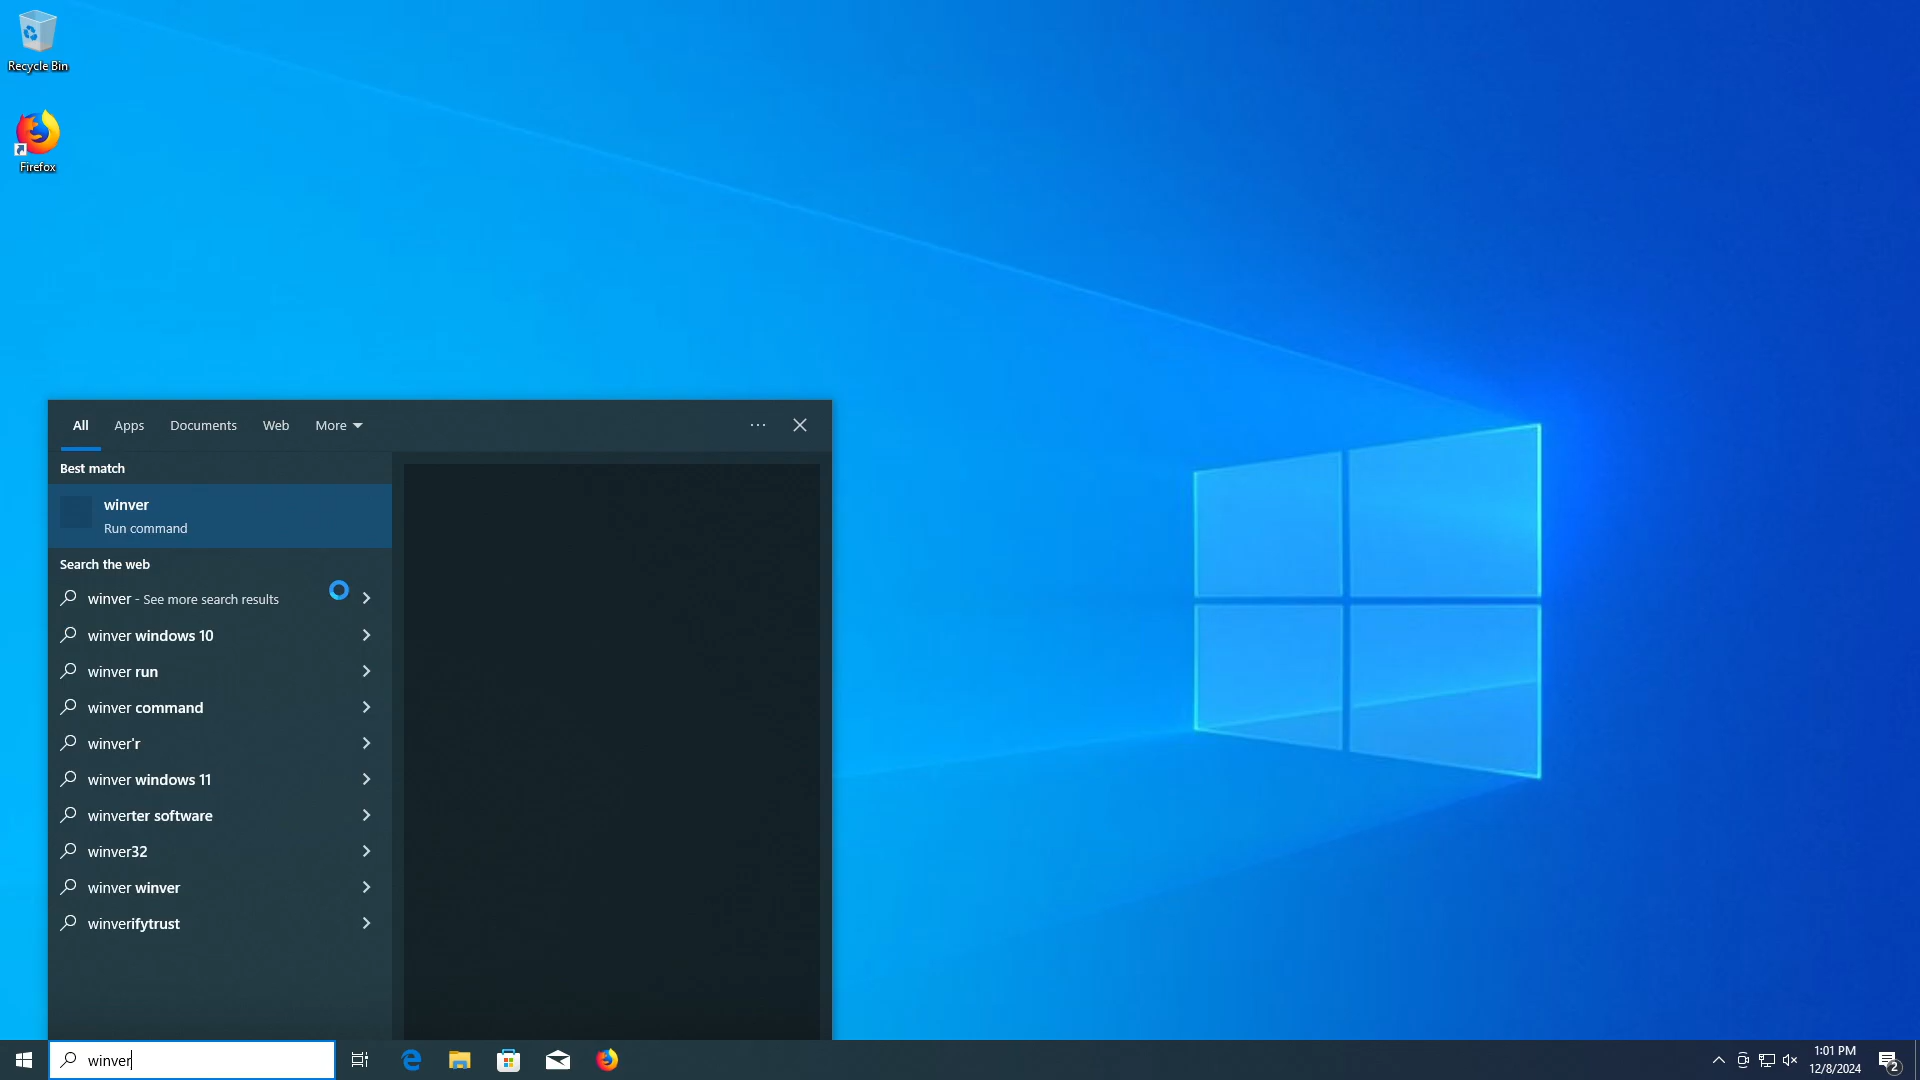 Recycle Bin
Firefox
All Apps Documents Web More
Best match
winver
Run command
Search the web
winver - See more search results
winver windows 10
winver run
winver command
winver'r
winver windows 11
winverter software
winver32
winver winver
winverifytrust
winver
1:01 PM
12/8/2024
2